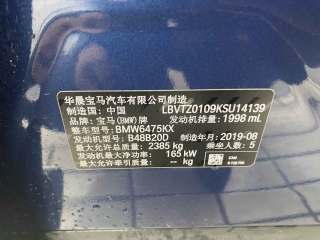 华晨宝马汽车有限公司制造
制造国：中国 LBVTZ0109KSU14139
品牌：宝马(BMW)牌 发动机排量：1998 mL
整车型号：BMW6475KX
发动机型号：B48B20D 制造年月：2019-08
最大允许总质量：2385 kg 乘坐人数：5
发动机最大净功率：165 kW
最大允许牵引质量：-- kg